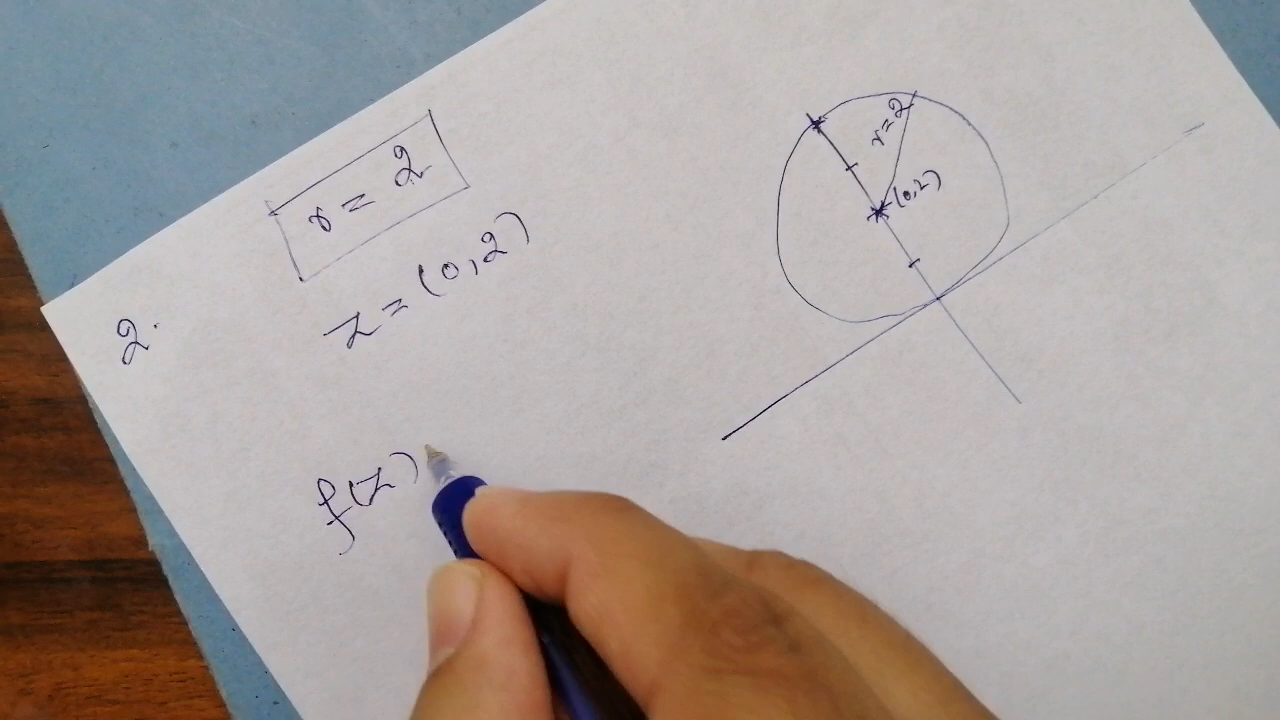 2.
r = 2
z = (0,2)
f(z)
r=2
(0,2)